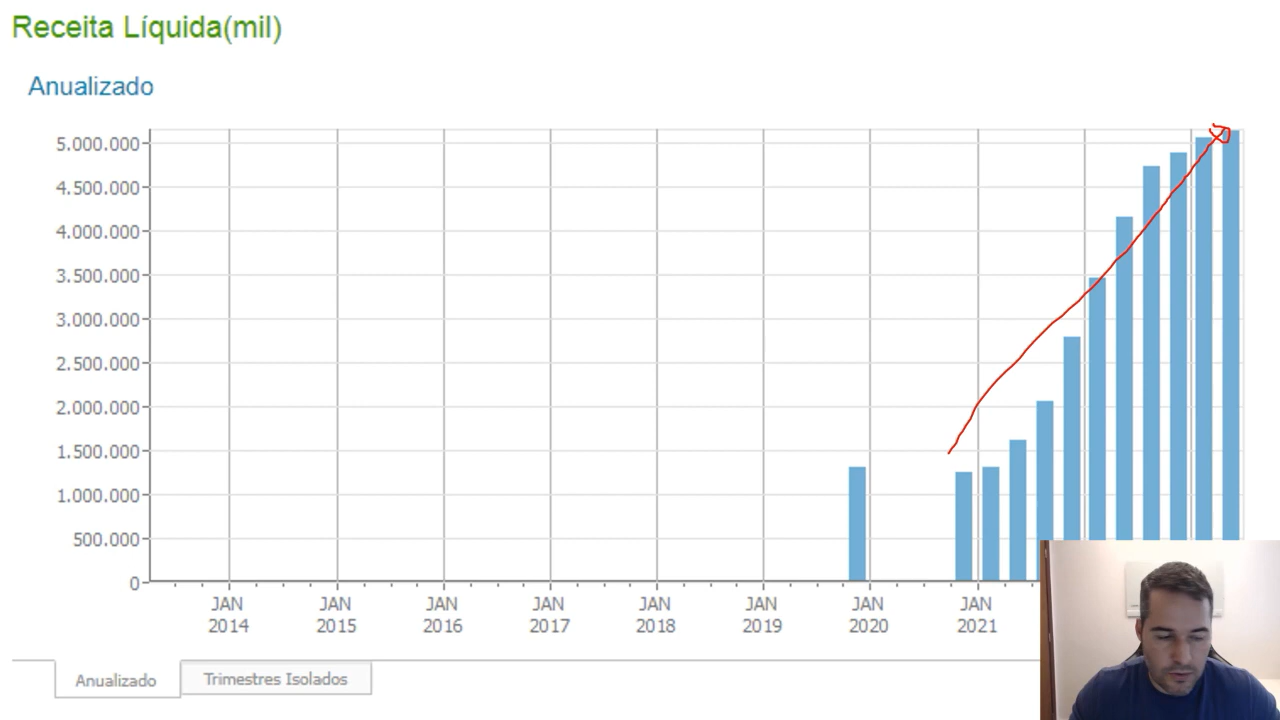 Receita Líquida(mil)
Anualizado
5.000.000
4.500.000
4.000.000
3.500.000
3.000.000
2.500.000
2.000.000
1.500.000
1.000.000
500.000
0
JAN JAN JAN JAN JAN JAN JAN JAN
2014 2015 2016 2017 2018 2019 2020 2021
Anualizado Trimestres Isolados